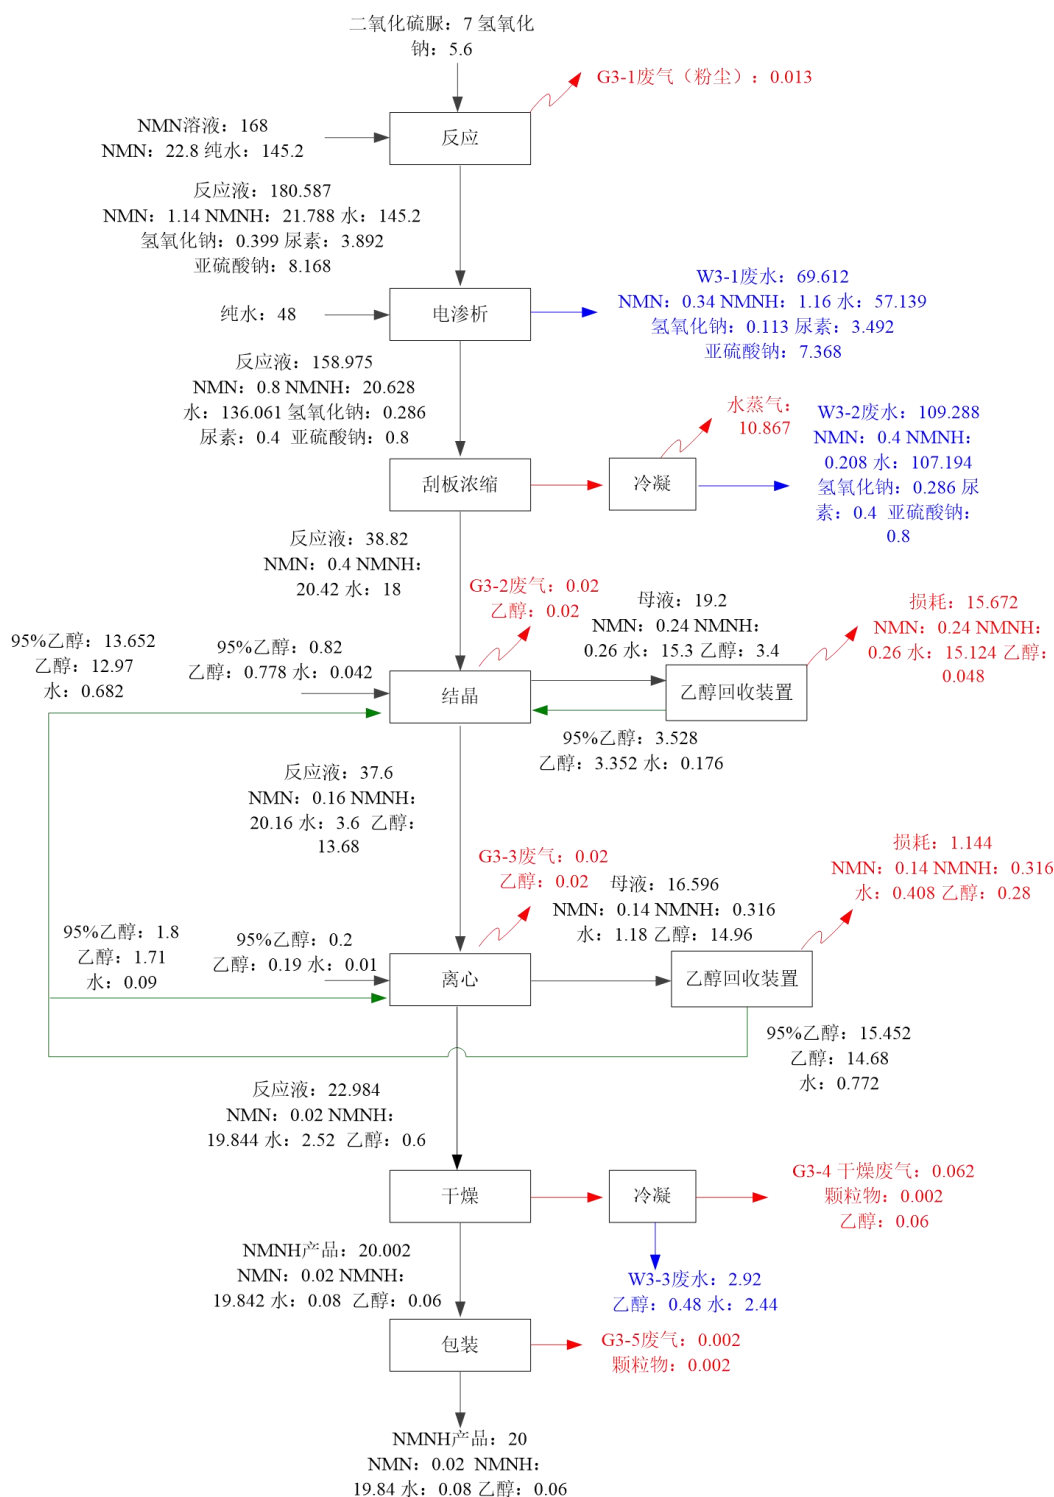 二氧化硫脲：7 氢氧化
钠：5.6
G3-1废气（粉尘）：0.013
NMN溶液：168
NMN：22.8 纯水：145.2
反应
反应液：180.587
NMN：1.14 NMNH：21.788 水：145.2
氢氧化钠：0.399 尿素：3.892
亚硫酸钠：8.168
纯水：48
电渗析
W3-1废水：69.612
NMN：0.34 NMNH：1.16 水：57.139
氢氧化钠：0.113 尿素：3.492
亚硫酸钠：7.368
反应液：158.975
NMN：0.8 NMNH：20.628
水：136.061 氢氧化钠：0.286
尿素：0.4 亚硫酸钠：0.8
水蒸气：
10.867
刮板浓缩
冷凝
W3-2废水：109.288
NMN：0.4 NMNH：
0.208 水：107.194
氢氧化钠：0.286 尿
素：0.4 亚硫酸钠：
0.8
反应液：38.82
NMN：0.4 NMNH：
20.42 水：18
G3-2废气：0.02
乙醇：0.02
母液：19.2
NMN：0.24 NMNH：
0.26 水：15.3 乙醇：3.4
损耗：15.672
NMN：0.24 NMNH：
0.26 水：15.124 乙醇：
0.048
95%乙醇：13.652
乙醇：12.97
水：0.682
95%乙醇：0.82
乙醇：0.778 水：0.042
结晶
乙醇回收装置
95%乙醇：3.528
乙醇：3.352 水：0.176
反应液：37.6
NMN：0.16 NMNH：
20.16 水：3.6 乙醇：
13.68
G3-3废气：0.02
乙醇：0.02
母液：16.596
NMN：0.14 NMNH：0.316
水：1.18 乙醇：14.96
损耗：1.144
NMN：0.14 NMNH：0.316
水：0.408 乙醇：0.28
95%乙醇：1.8
乙醇：1.71
水：0.09
95%乙醇：0.2
乙醇：0.19 水：0.01
离心
乙醇回收装置
95%乙醇：15.452
乙醇：14.68
水：0.772
反应液：22.984
NMN：0.02 NMNH：
19.844 水：2.52 乙醇：0.6
干燥
冷凝
G3-4 干燥废气：0.062
颗粒物：0.002
乙醇：0.06
NMNH产品：20.002
NMN：0.02 NMNH：
19.842 水：0.08 乙醇：0.06
W3-3废水：2.92
乙醇：0.48 水：2.44
包装
G3-5废气：0.002
颗粒物：0.002
NMNH产品：20
NMN：0.02 NMNH：
19.84 水：0.08 乙醇：0.06